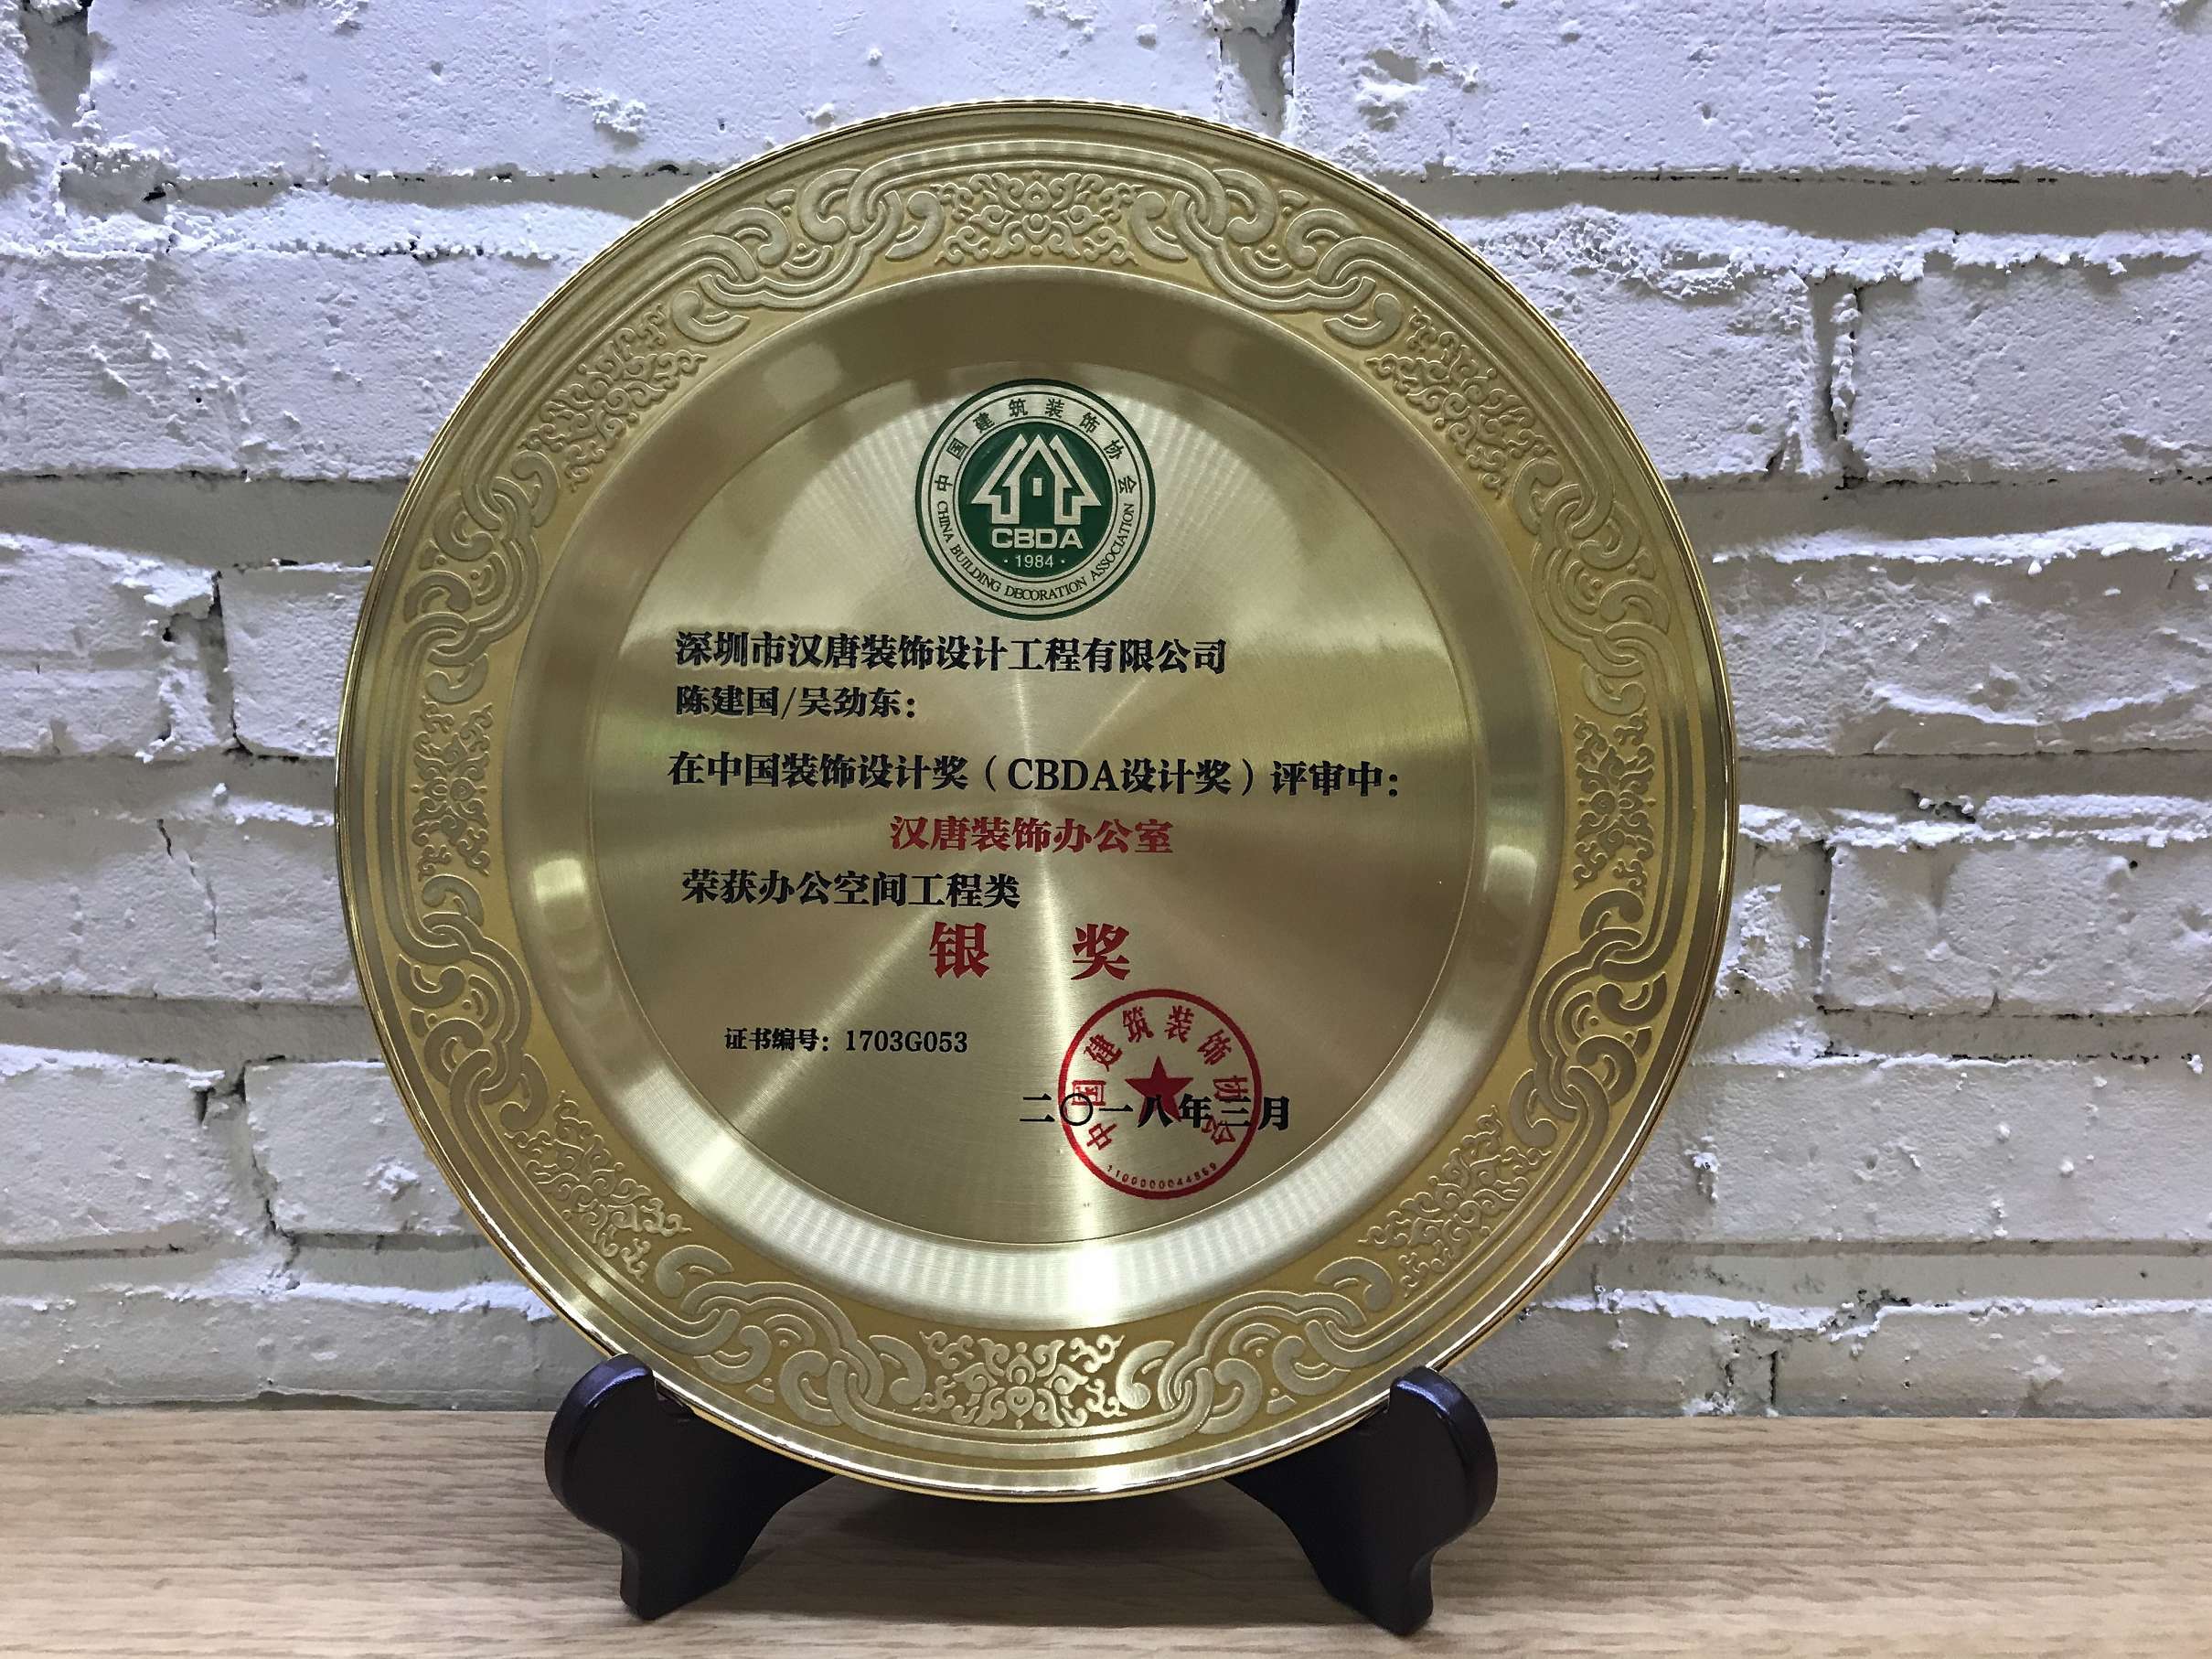 中国建筑装饰协会
CBDA
·1984·
CHINA BUILDING DECORATION ASSOCIATION
深圳市汉唐装饰设计工程有限公司
陈建国/吴劲东：
在中国装饰设计奖（CBDA设计奖）评审中：
汉唐装饰办公室
荣获办公空间工程类
银 奖
证书编号：1703G053
中国建筑装饰协会
二〇一八年三月